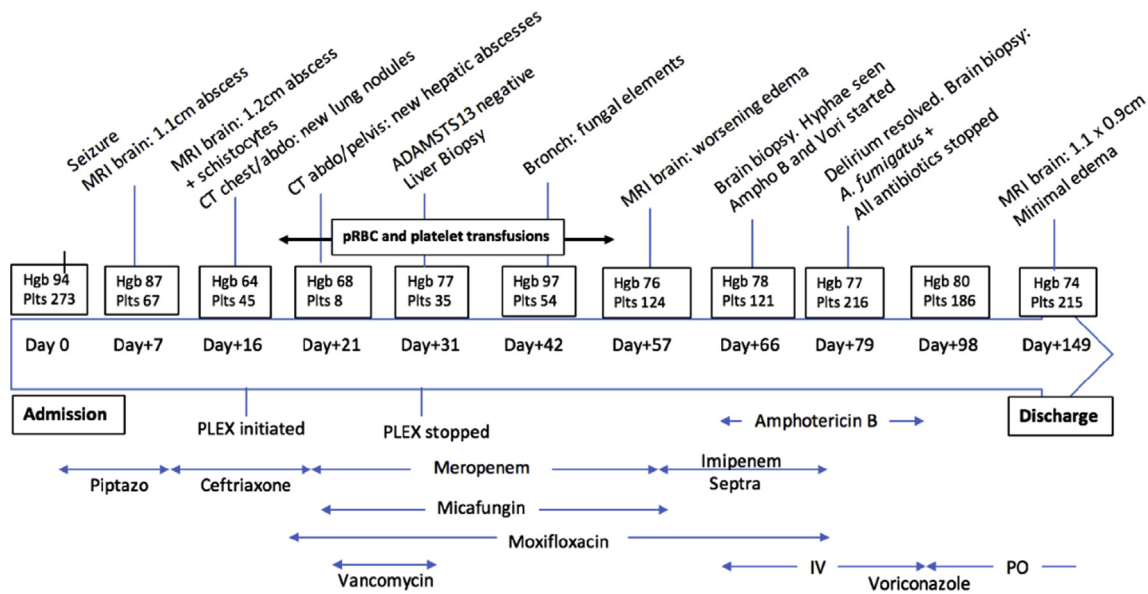 Seizure
MRI brain: 1.1cm abscess
MRI brain: 1.2cm abscess
+ schistocytes
CT chest/abdo: new lung nodules
CT abdo/pelvis: new hepatic abscesses
ADAMSTS13 negative
Liver Biopsy
Bronch: fungal elements
MRI brain: worsening edema
Brain biopsy. Hyphae seen
Ampho B and Vori started
Delirium resolved. Brain biopsy:
A. fumigatus +
All antibiotics stopped
MRI brain: 1.1 x 0.9cm
Minimal edema
pRBC and platelet transfusions
Hgb 94
Plts 273
Hgb 87
Plts 67
Hgb 64
Plts 45
Hgb 68
Plts 8
Hgb 77
Plts 35
Hgb 97
Plts 54
Hgb 76
Plts 124
Hgb 78
Plts 121
Hgb 77
Plts 216
Hgb 80
Plts 186
Hgb 74
Plts 215
Day 0
Day+7
Day+16
Day+21
Day+31
Day+42
Day+57
Day+66
Day+79
Day+98
Day+149
Admission
PLEX initiated
PLEX stopped
Amphotericin B
Discharge
Piptazo
Ceftriaxone
Meropenem
Imipenem
Septra
Micafungin
Moxifloxacin
Vancomycin
IV
Voriconazole
PO